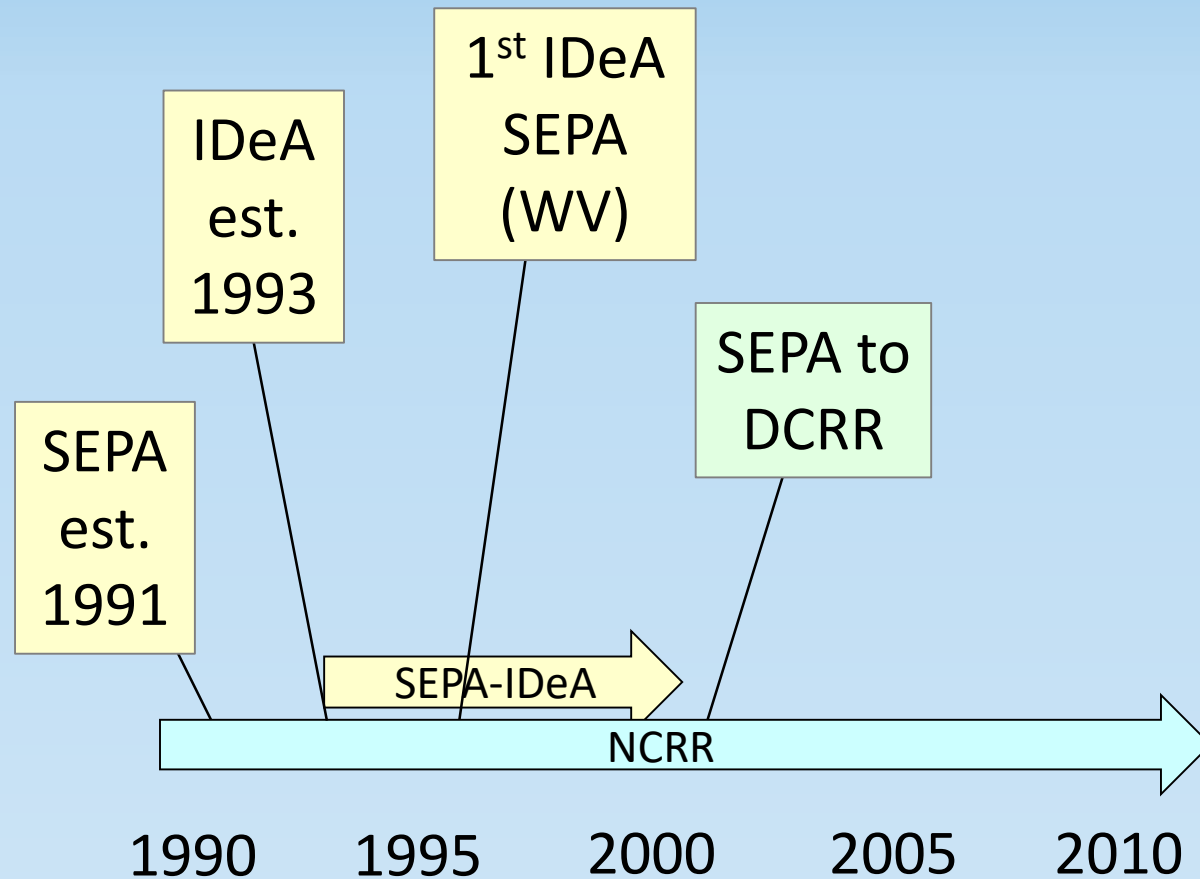 1st IDeA
SEPA
(WV)
IDeA
est.
1993
SEPA to
DCRR
SEPA
est.
1991
SEPA-IDeA
NCRR
1990 1995 2000 2005 2010